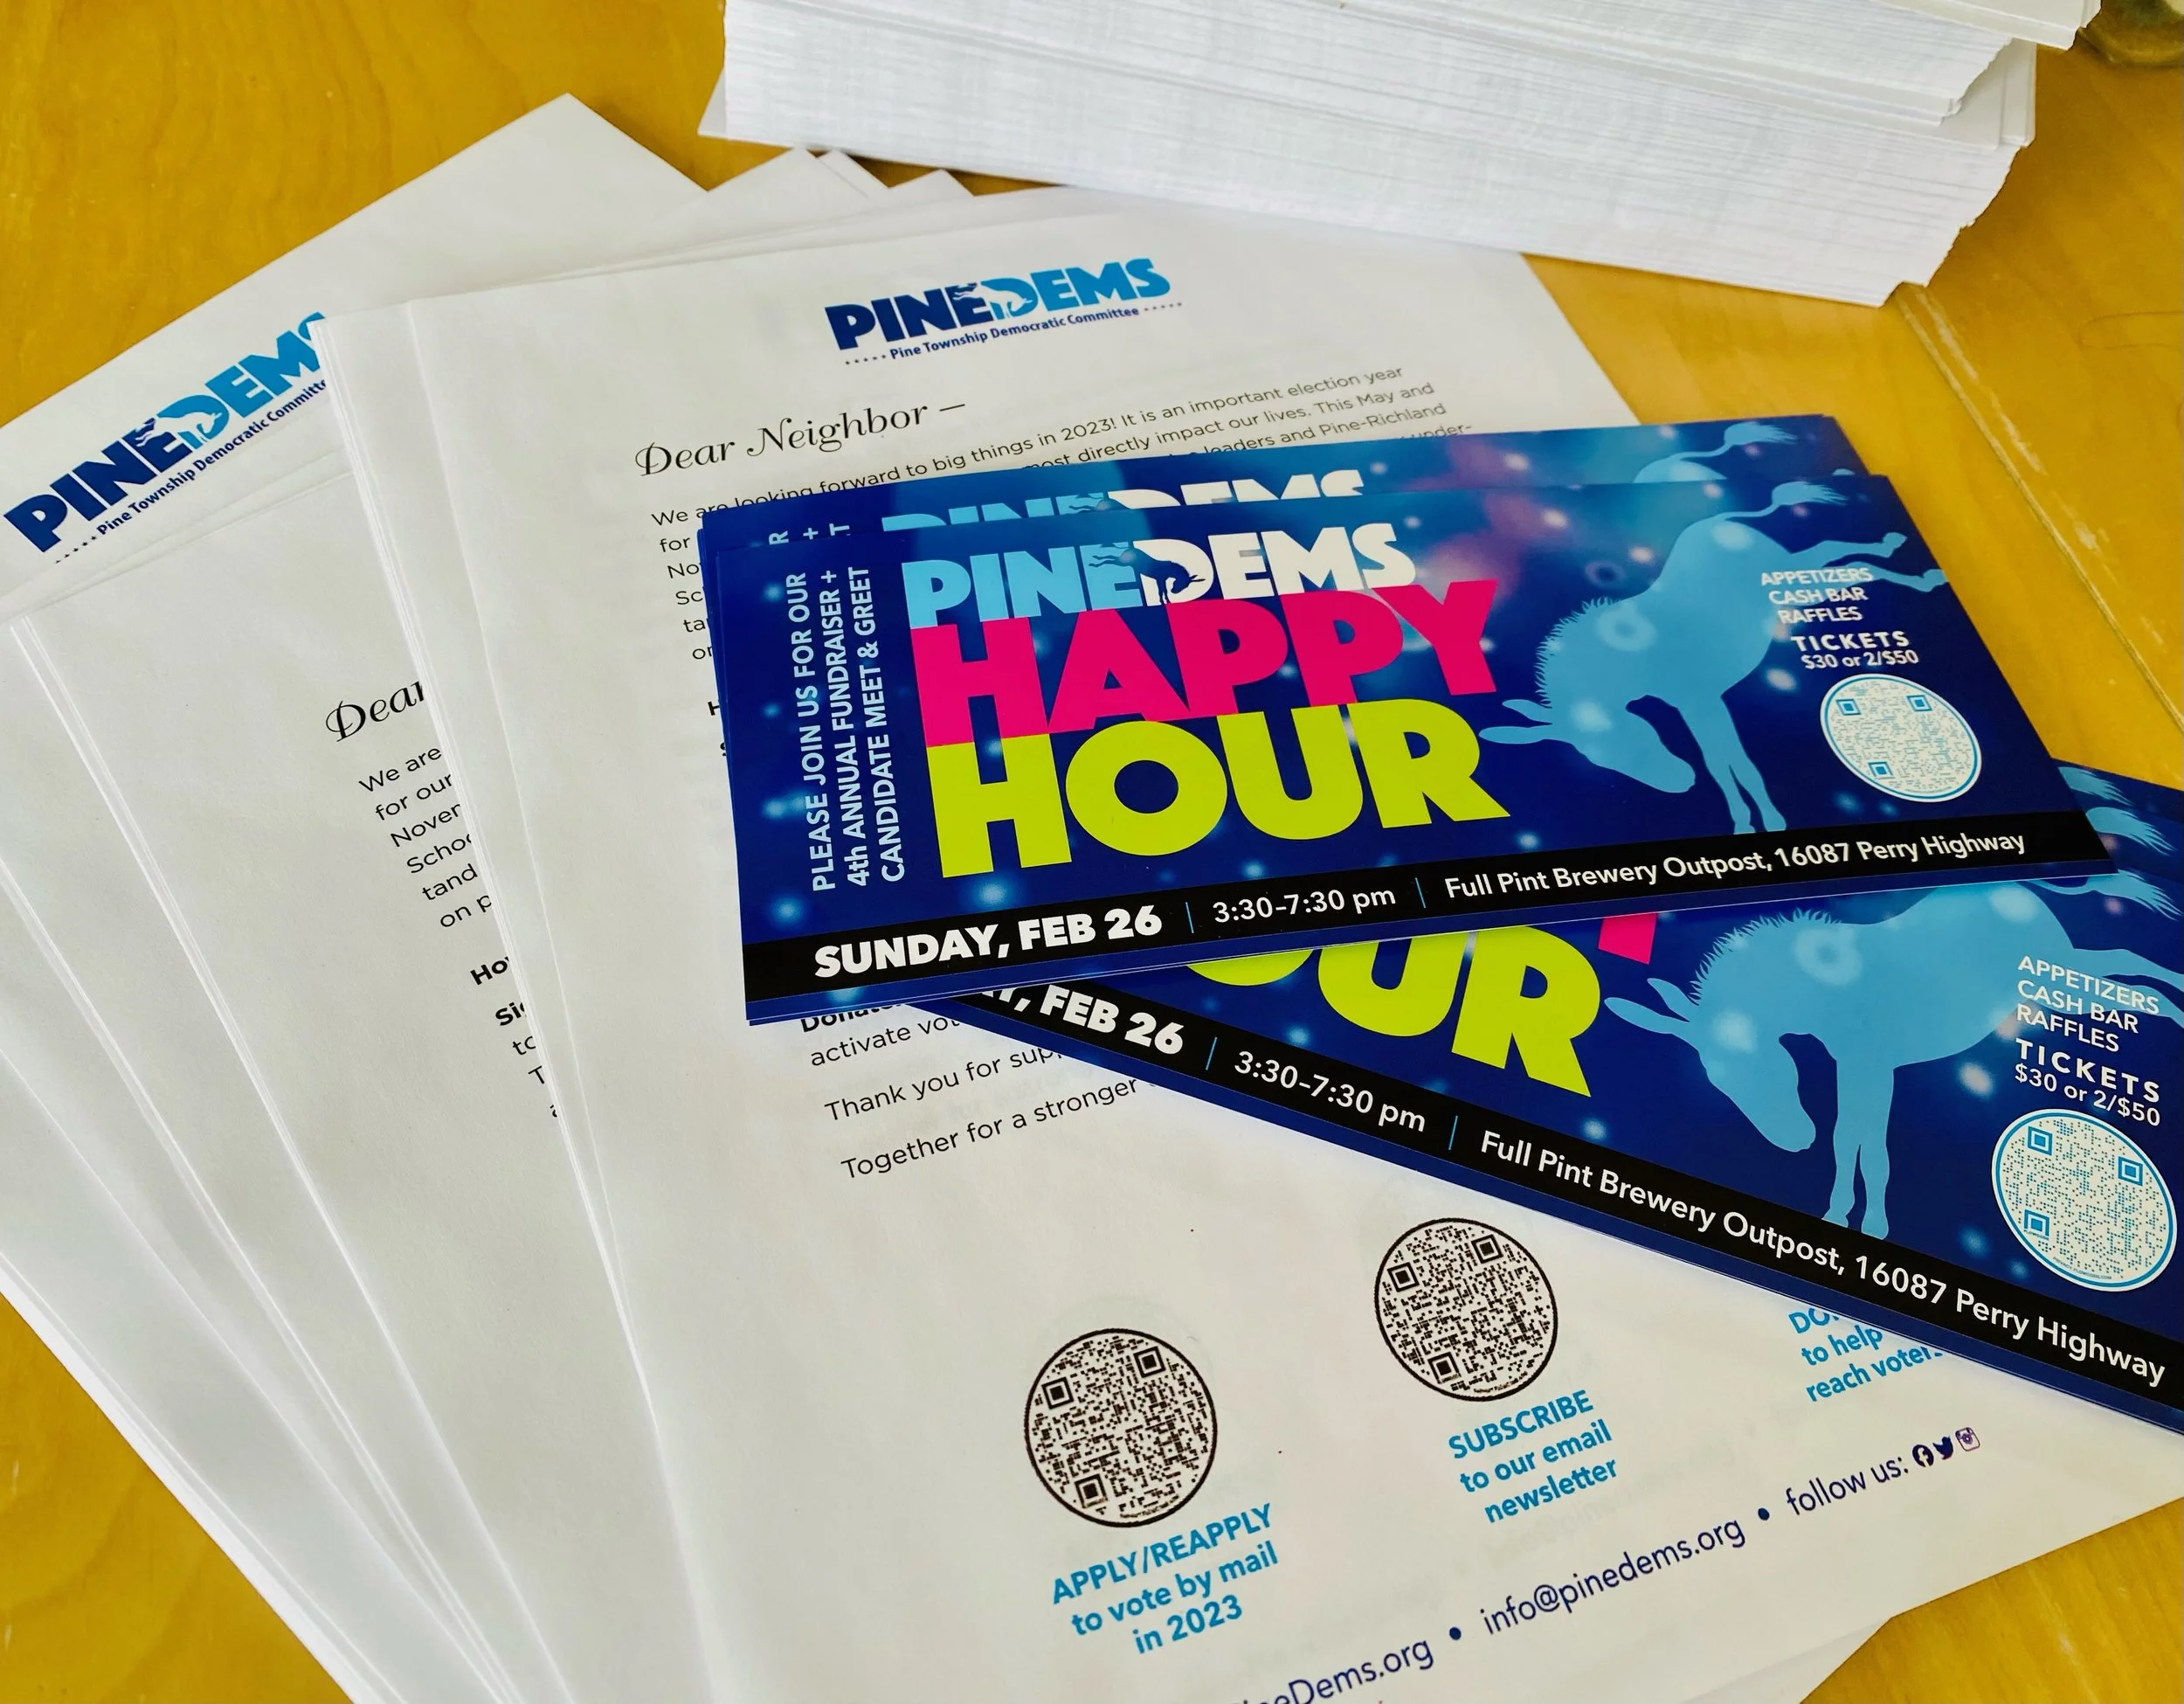 PINEDEMS
Pine Township Democratic Committee
Dear
We are
for our
on p
PINEDEMS
Pine Township Democratic Committee
Dear Neighbor –
We are looking forward to big things in 2023! It is an important election year
for most directly impact our lives. This May and
leaders and Pine-Richland
Donate
activate
Thank you for
Together for a stronger
PINEDEMS
PLEASE JOIN US FOR OUR
4th ANNUAL FUNDRAISER +
CANDIDATE MEET & GREET
PINEDEMS
HAPPY
HOUR
APPETIZERS
CASH BAR
RAFFLES
TICKETS
$30 or 2/$50
SUNDAY, FEB 26 | 3:30-7:30 pm | Full Pint Brewery Outpost, 16087 Perry Highway
APPETIZERS
CASH BAR
RAFFLES
TICKETS
$30 or 2/$50
FEB 26 | 3:30-7:30 pm | Full Pint Brewery Outpost, 16087 Perry Highway
APPLY/REAPPLY
to vote by mail
in 2023
SUBSCRIBE
to our email
newsletter
to help
reach voters
PineDems.org • info@pinedems.org • follow us: